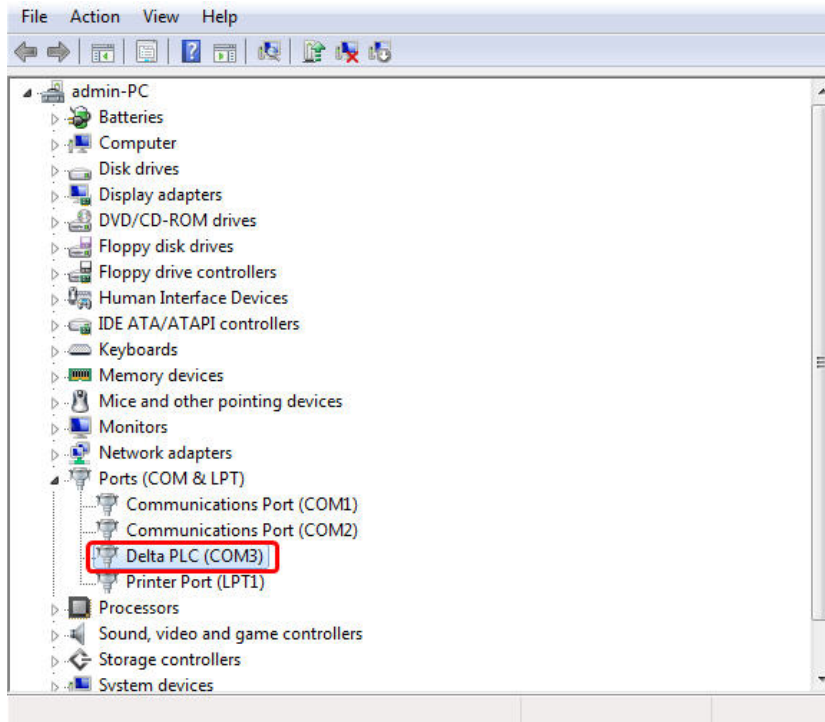 File Action View Help
admin-PC
Batteries
Computer
Disk drives
Display adapters
DVD/CD-ROM drives
Floppy disk drives
Floppy drive controllers
Human Interface Devices
IDE ATA/ATAPI controllers
Keyboards
Memory devices
Mice and other pointing devices
Monitors
Network adapters
Ports (COM & LPT)
Communications Port (COM1)
Communications Port (COM2)
Delta PLC (COM3)
Printer Port (LPT1)
Processors
Sound, video and game controllers
Storage controllers
System devices